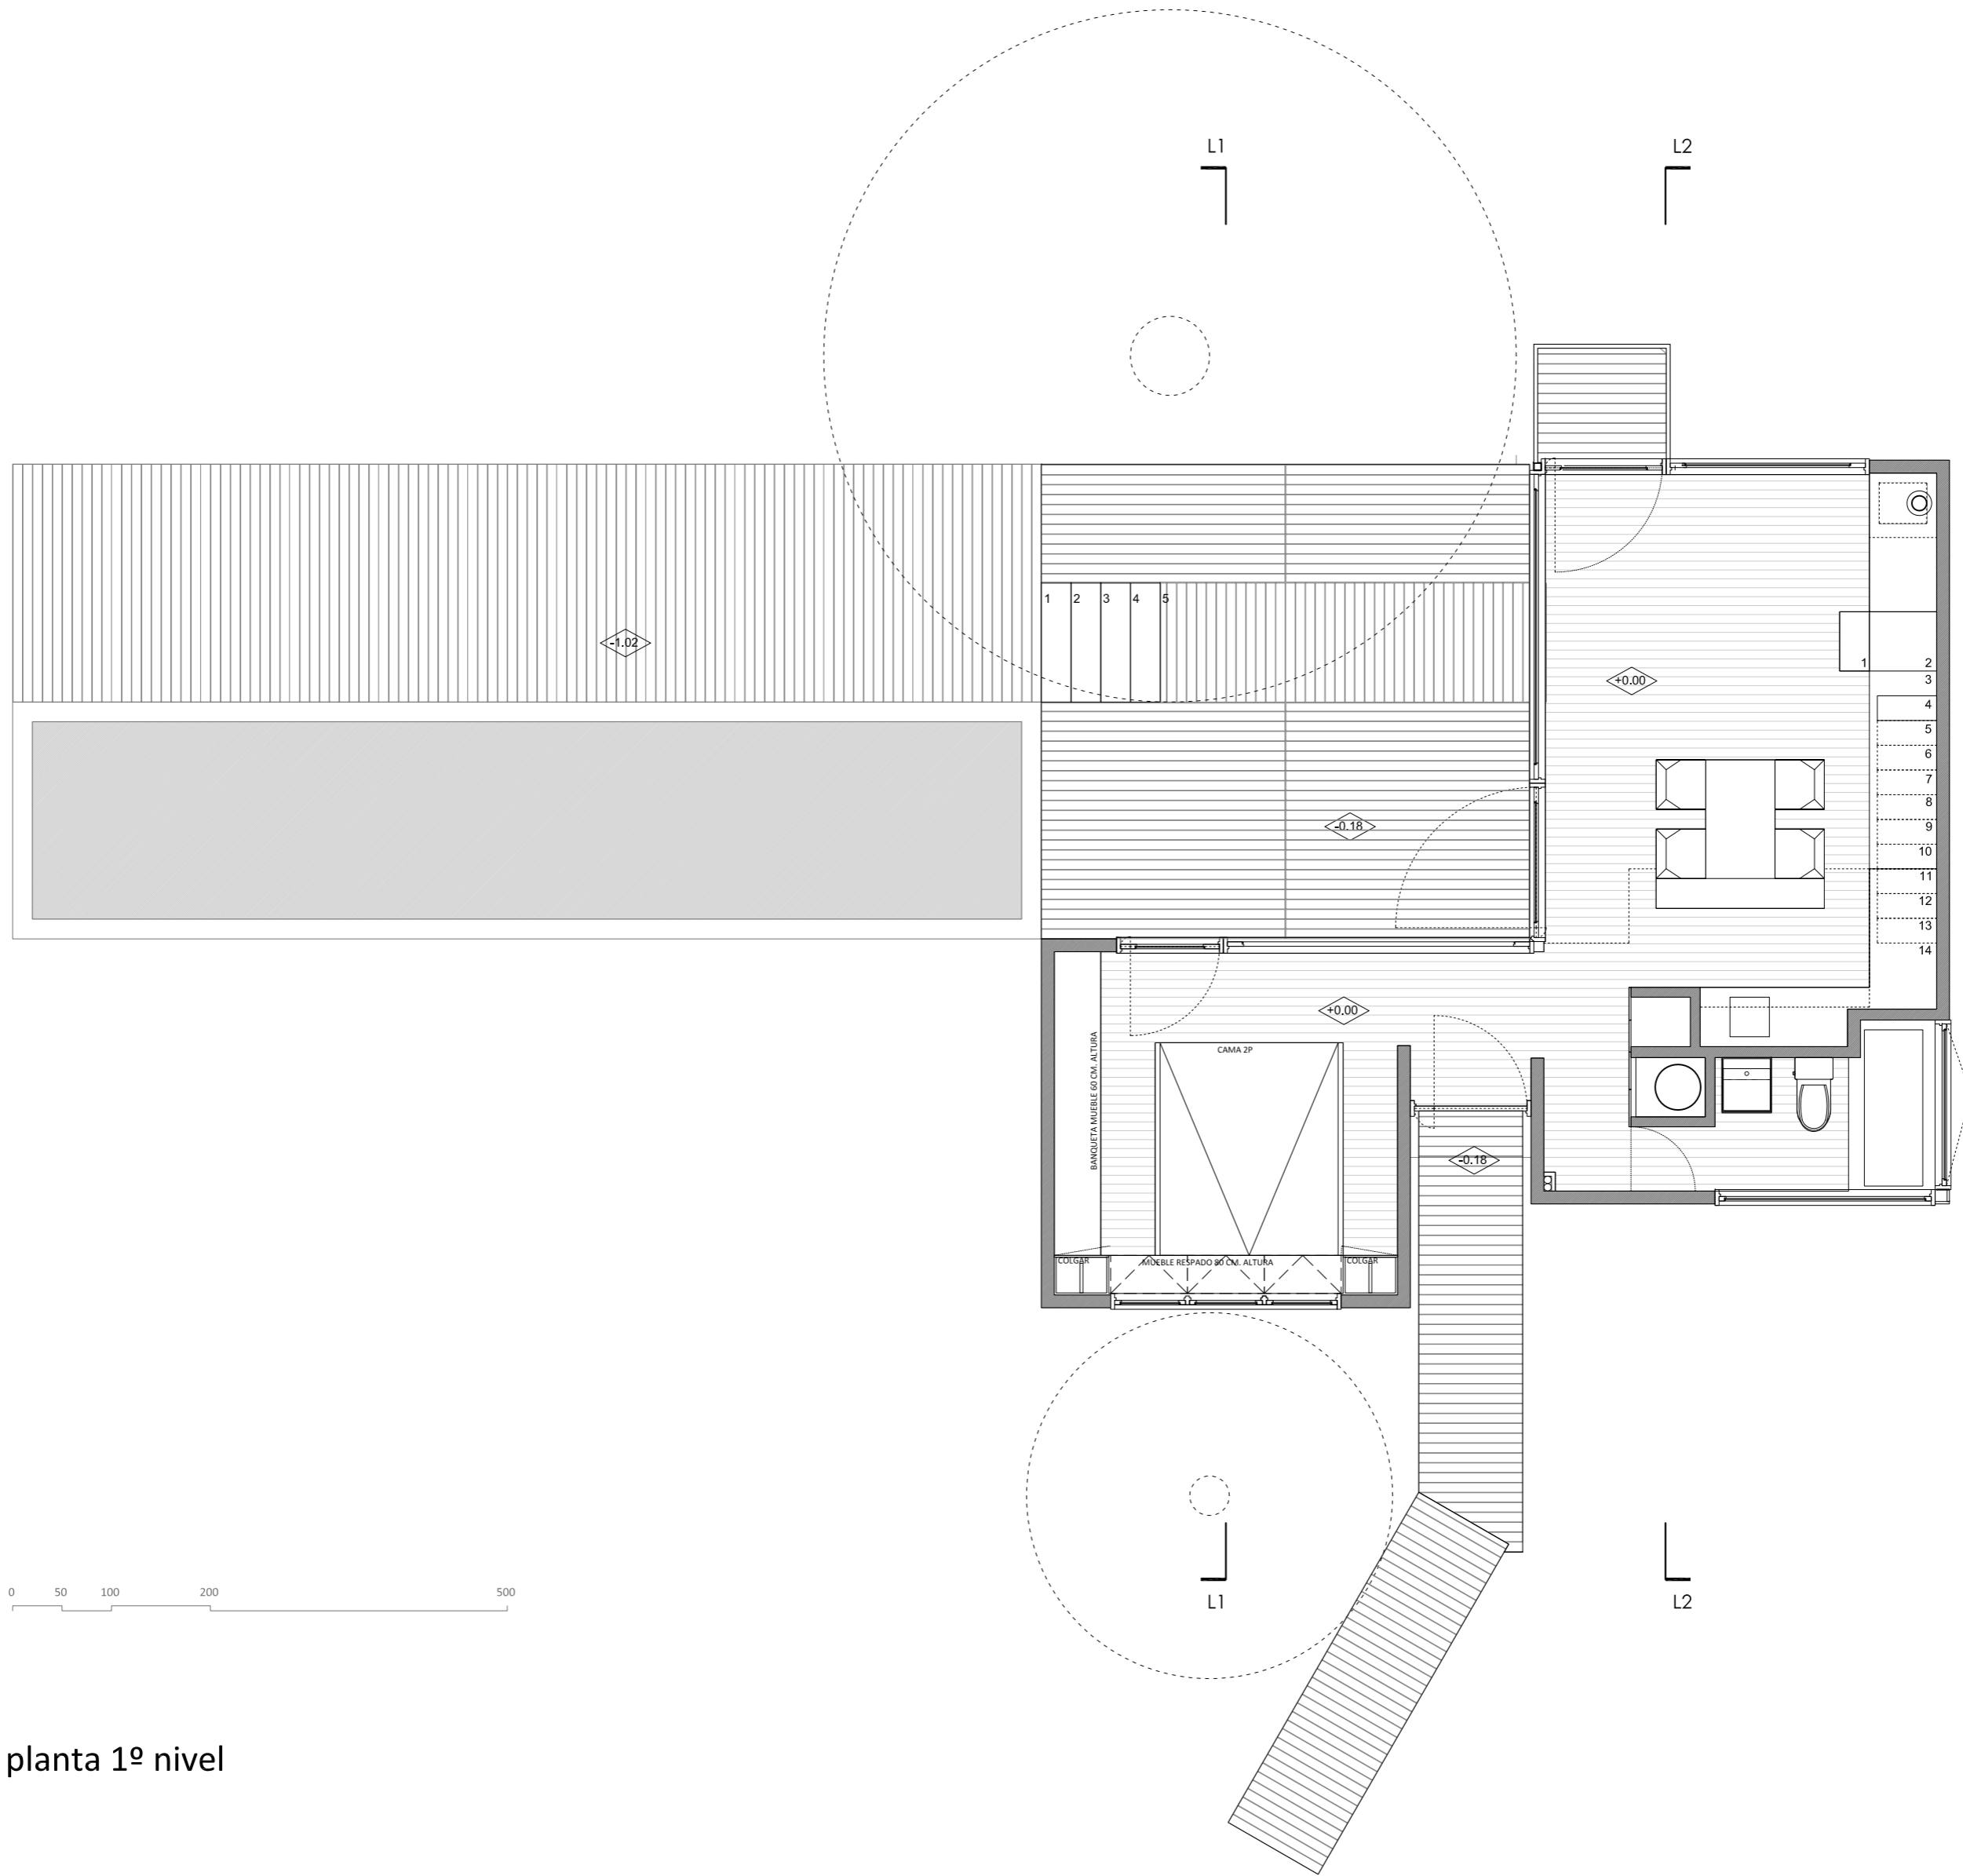 L1
L2
1
2
3
4
5
-1.02
+0.00
1
2
3
4
5
6
7
8
9
10
11
12
13
14
-0.18
+0.00
CAMA 2P
BANQUETA MUEBLE 60 CM. ALTURA
-0.18
COLGAR
MUEBLE RESPADO 80 CM. ALTURA
COLGAR
0 50 100 200 500
L1
L2
planta 1º nivel